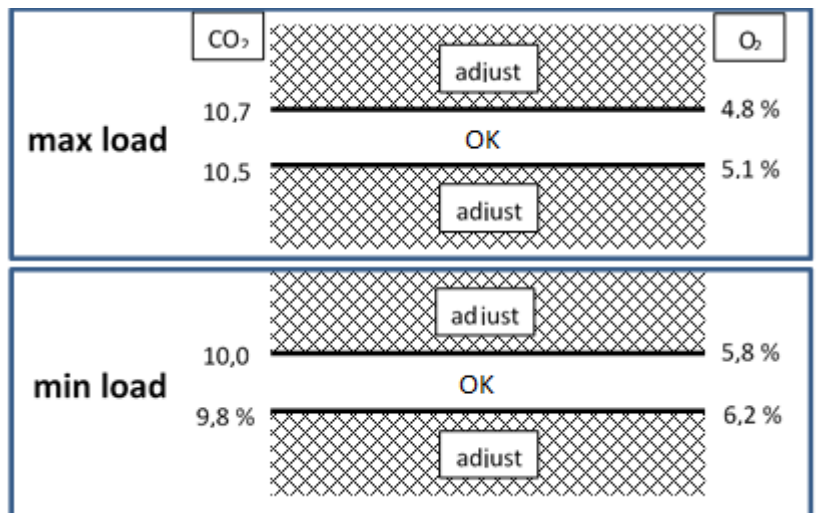 CO₂ O₂
adjust
10,7 4.8 %
max load OK
10,5 5.1 %
adjust
adjust
10,0 5,8 %
min load OK
9,8 % 6,2 %
adjust